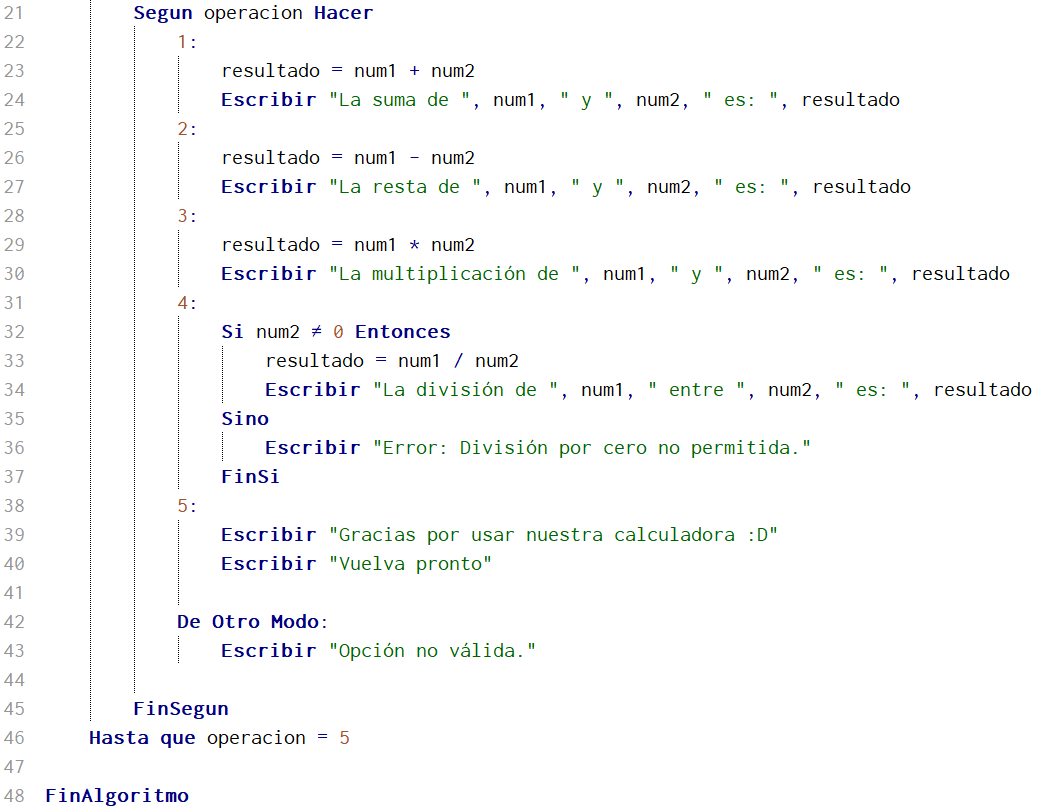 21 Segun operacion Hacer
22 1:
23 resultado = num1 + num2
24 Escribir "La suma de ", num1, " y ", num2, " es: ", resultado
25 2:
26 resultado = num1 - num2
27 Escribir "La resta de ", num1, " y ", num2, " es: ", resultado
28 3:
29 resultado = num1 * num2
30 Escribir "La multiplicación de ", num1, " y ", num2, " es: ", resultado
31 4:
32 Si num2 ≠ 0 Entonces
33 resultado = num1 / num2
34 Escribir "La división de ", num1, " entre ", num2, " es: ", resultado
35 Sino
36 Escribir "Error: División por cero no permitida."
37 FinSi
38 5:
39 Escribir "Gracias por usar nuestra calculadora :D"
40 Escribir "Vuelva pronto"
41
42 De Otro Modo:
43 Escribir "Opción no válida."
44
45 FinSegun
46 Hasta que operacion = 5
47
48 FinAlgoritmo